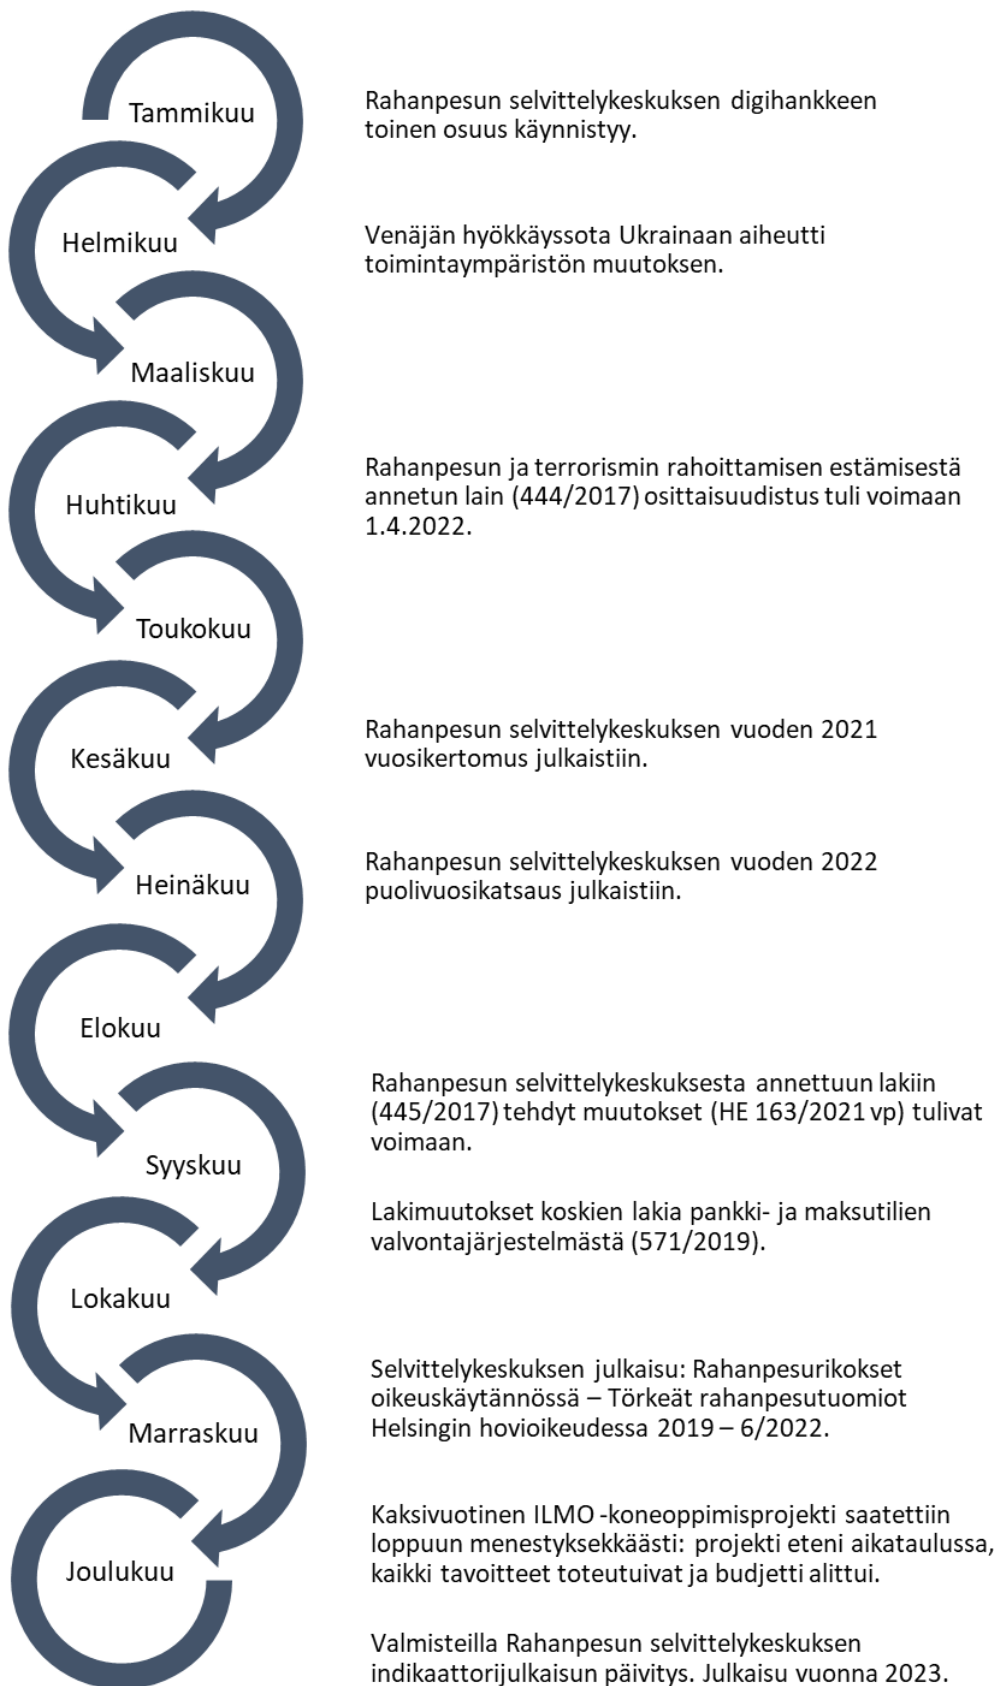 Tammikuu
Rahanpesun selvittelykeskuksen digihankkeen
toinen osuus käynnistyy.
Helmikuu
Venäjän hyökkäyssota Ukrainaan aiheutti
toimintaympäristön muutoksen.
Maaliskuu
Huhtikuu
Rahanpesun ja terrorismin rahoittamisen estämisestä
annetun lain (444/2017) osittaisuudistus tuli voimaan
1.4.2022.
Toukokuu
Kesäkuu
Rahanpesun selvittelykeskuksen vuoden 2021
vuosikertomus julkaistiin.
Heinäkuu
Rahanpesun selvittelykeskuksen vuoden 2022
puolivuosikatsaus julkaistiin.
Elokuu
Syyskuu
Rahanpesun selvittelykeskuksesta annettuun lakiin
(445/2017) tehdyt muutokset (HE 163/2021 vp) tulivat
voimaan.
Lakimuutokset koskien lakia pankki- ja maksutilien
valvontajärjestelmästä (571/2019).
Lokakuu
Marraskuu
Selvittelykeskuksen julkaisu: Rahanpesurikokset
oikeuskäytännössä – Törkeät rahanpesutuomiot
Helsingin hovioikeudessa 2019 – 6/2022.
Joulukuu
Kaksivuotinen ILMO -koneoppimisprojekti saatettiin
loppuun menestyksekkäästi: projekti eteni aikataulussa,
kaikki tavoitteet toteutuivat ja budjetti alittui.
Valmisteilla Rahanpesun selvittelykeskuksen
indikaattorijulkaisun päivitys. Julkaisu vuonna 2023.